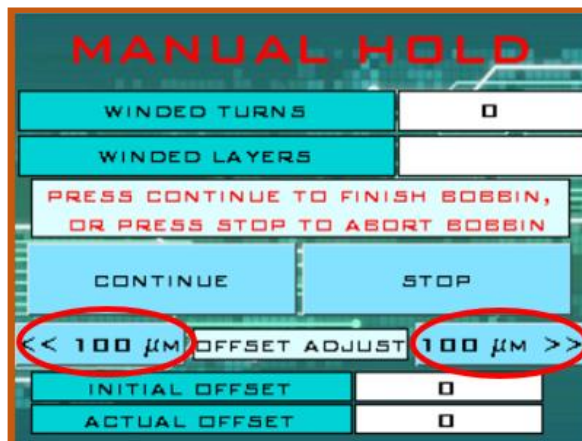 MANUAL HOLD
WINDED TURNS 0
WINDED LAYERS
PRESS CONTINUE TO FINISH BOBBIN,
OR PRESS STOP TO ABORT BOBBIN
CONTINUE STOP
<< 100 µM OFFSET ADJUST 100 µM >>
INITIAL OFFSET 0
ACTUAL OFFSET 0